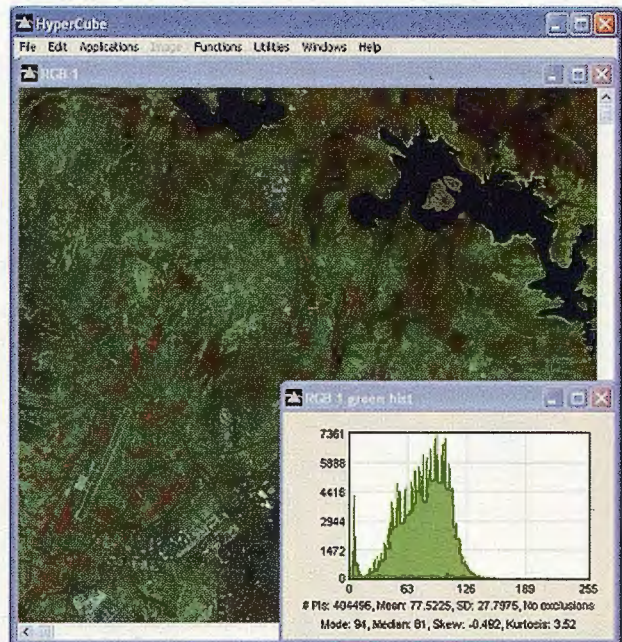 HyperCube
File Edit Applications Image Functions Utilities Windows Help
RGB 1
RGB 1 green hist
7361
5888
4416
2944
1472
0
0 63 126 189 255
# Pts: 404496, Mean: 77.5225, SD: 27.7975, No exclusions
Mode: 94, Median: 81, Skew: -0.492, Kurtosis: 3.52